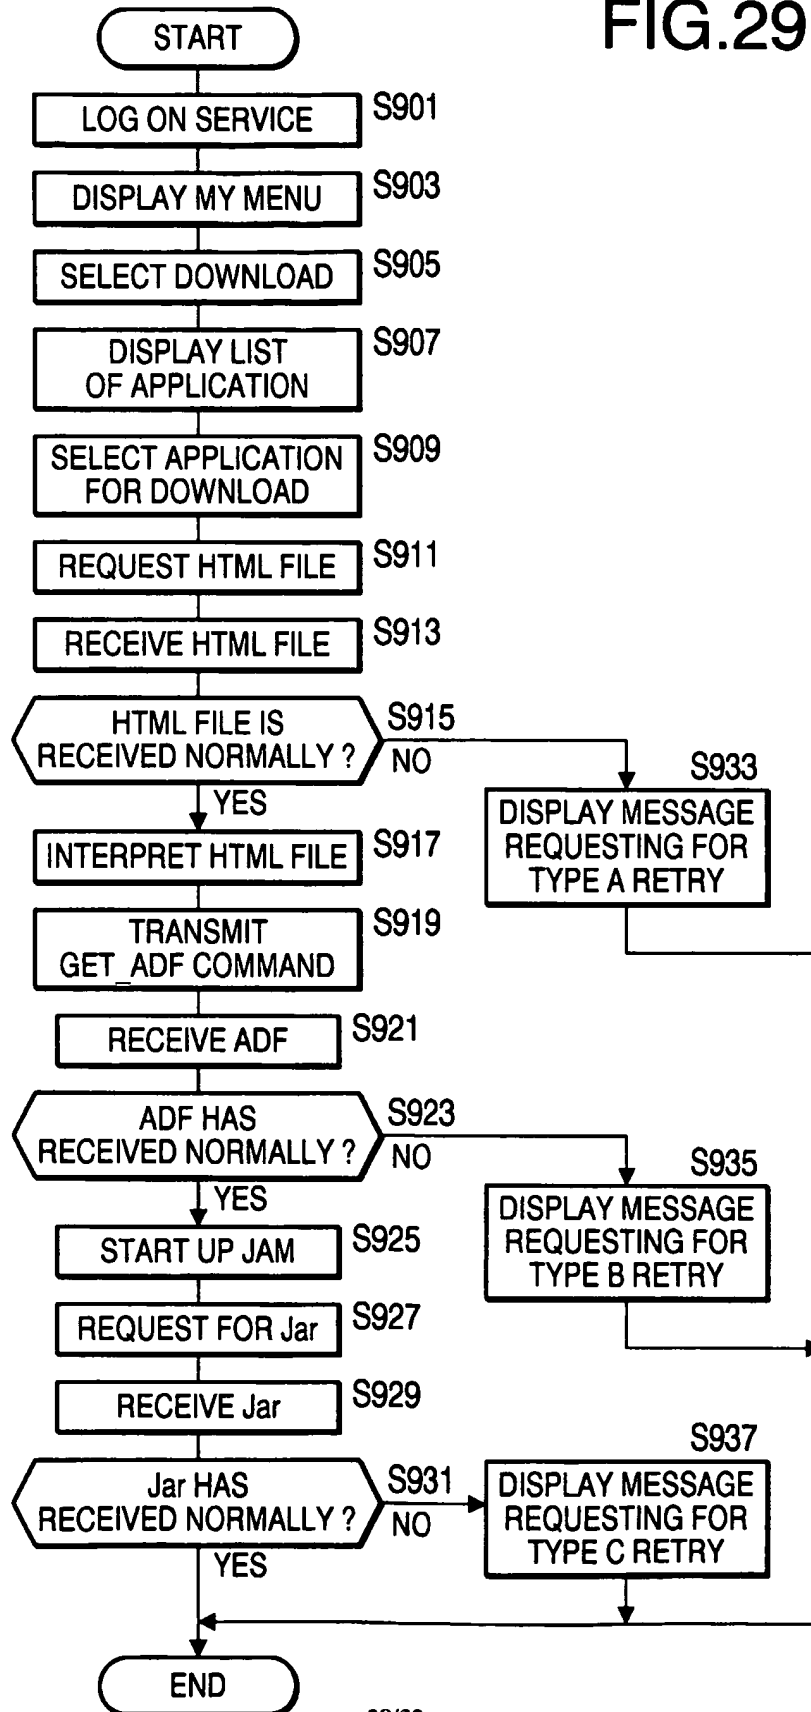 FIG.29
START
LOG ON SERVICE
S901
DISPLAY MY MENU
S903
SELECT DOWNLOAD
S905
DISPLAY LIST
OF APPLICATION
S907
SELECT APPLICATION
FOR DOWNLOAD
S909
REQUEST HTML FILE
S911
RECEIVE HTML FILE
S913
HTML FILE IS
RECEIVED NORMALLY ?
S915
NO
YES
S933
DISPLAY MESSAGE
REQUESTING FOR
TYPE A RETRY
INTERPRET HTML FILE
S917
TRANSMIT
GET_ADF COMMAND
S919
RECEIVE ADF
S921
ADF HAS
RECEIVED NORMALLY ?
S923
NO
YES
S935
DISPLAY MESSAGE
REQUESTING FOR
TYPE B RETRY
START UP JAM
S925
REQUEST FOR Jar
S927
RECEIVE Jar
S929
Jar HAS
RECEIVED NORMALLY ?
S931
NO
YES
S937
DISPLAY MESSAGE
REQUESTING FOR
TYPE C RETRY
END